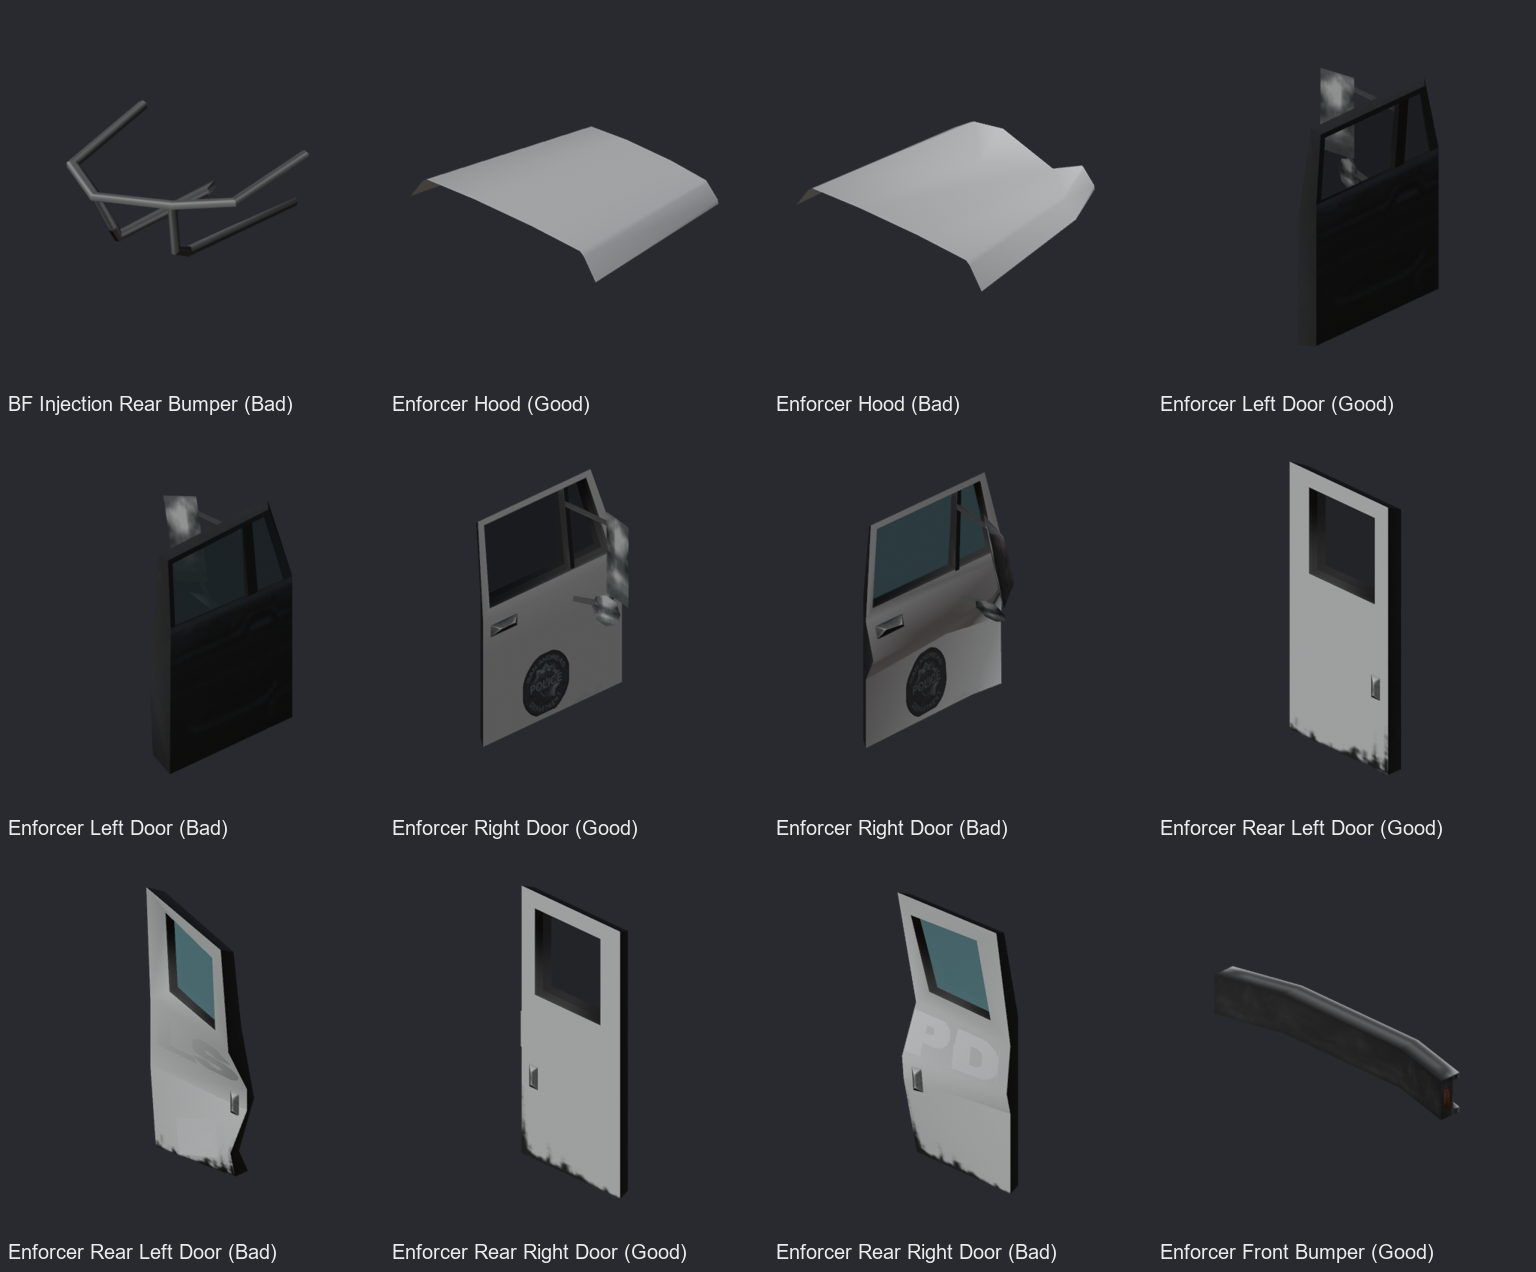 BF Injection Rear Bumper (Bad)
Enforcer Hood (Good)
Enforcer Hood (Bad)
Enforcer Left Door (Good)
POLICE
Enforcer Left Door (Bad)
Enforcer Right Door (Good)
Enforcer Right Door (Bad)
Enforcer Rear Left Door (Good)
PD
Enforcer Rear Left Door (Bad)
Enforcer Rear Right Door (Good)
Enforcer Rear Right Door (Bad)
Enforcer Front Bumper (Good)